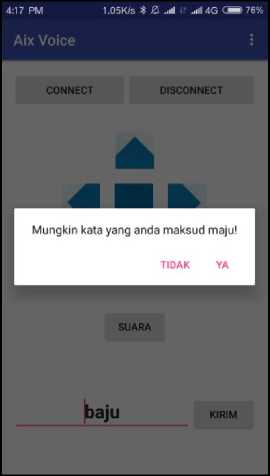 4:17 PM 1.05K/s 4G 76%
Aix Voice
CONNECT DISCONNECT
Mungkin kata yang anda maksud maju!
TIDAK YA
SUARA
baju KIRIM